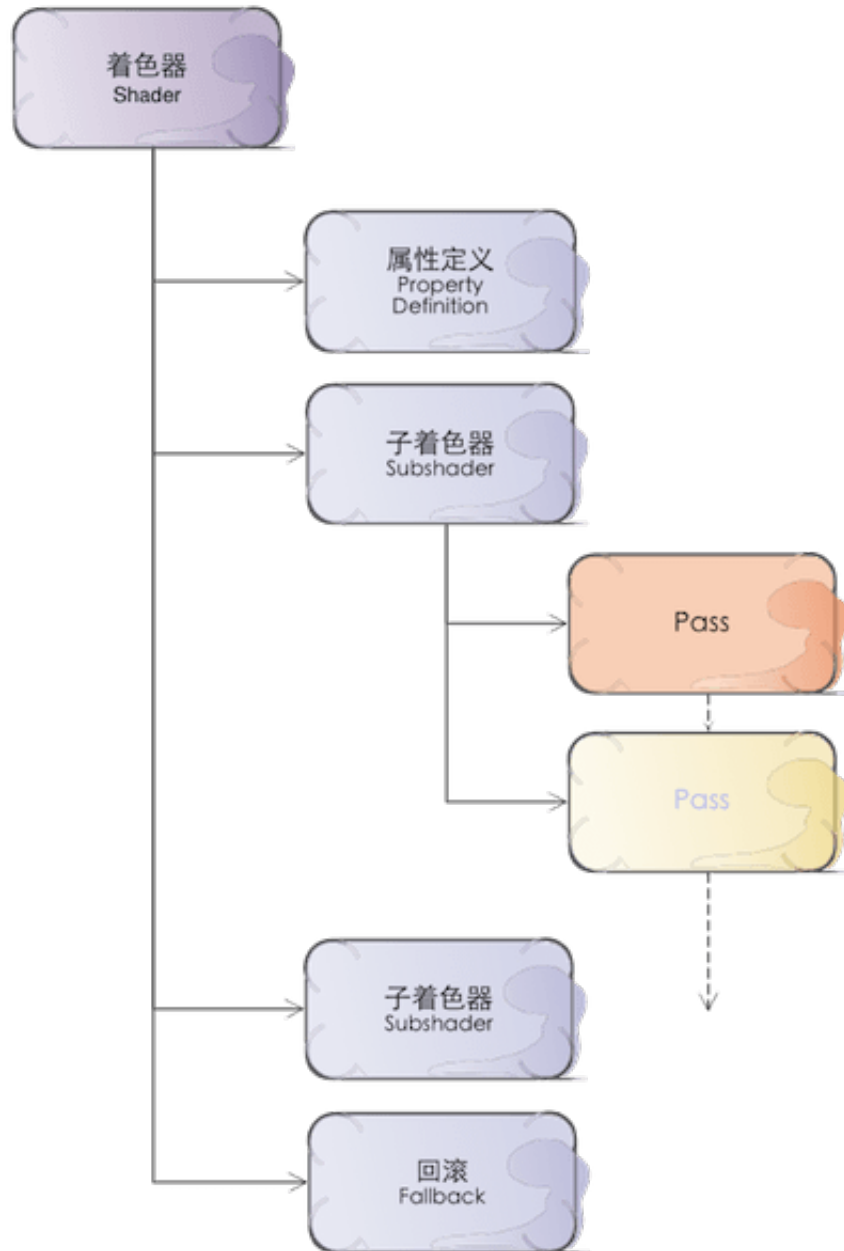 着色器
Shader
属性定义
Property
Definition
子着色器
Subshader
Pass
Pass
子着色器
Subshader
回滚
Fallback